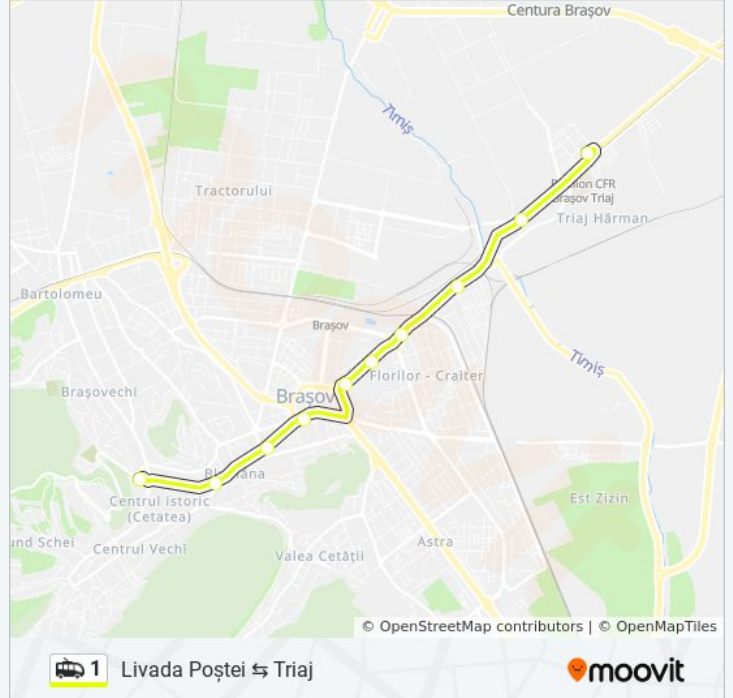 Centura Brașov
Timiș
Tractorului
CFR
Brașov Triaj
Triaj Hărman
Bartolomeu
Brașov
Timiș
Florilor - Craiter
Brașovechi
Brașov
Centrul istoric
(Cetatea)
Est Zizin
Schei
Centrul Vechi
Valea Cetății
Astra
© OpenStreetMap contributors | © OpenMapTiles
1 Livada Poștei ⇆ Triaj
moovit